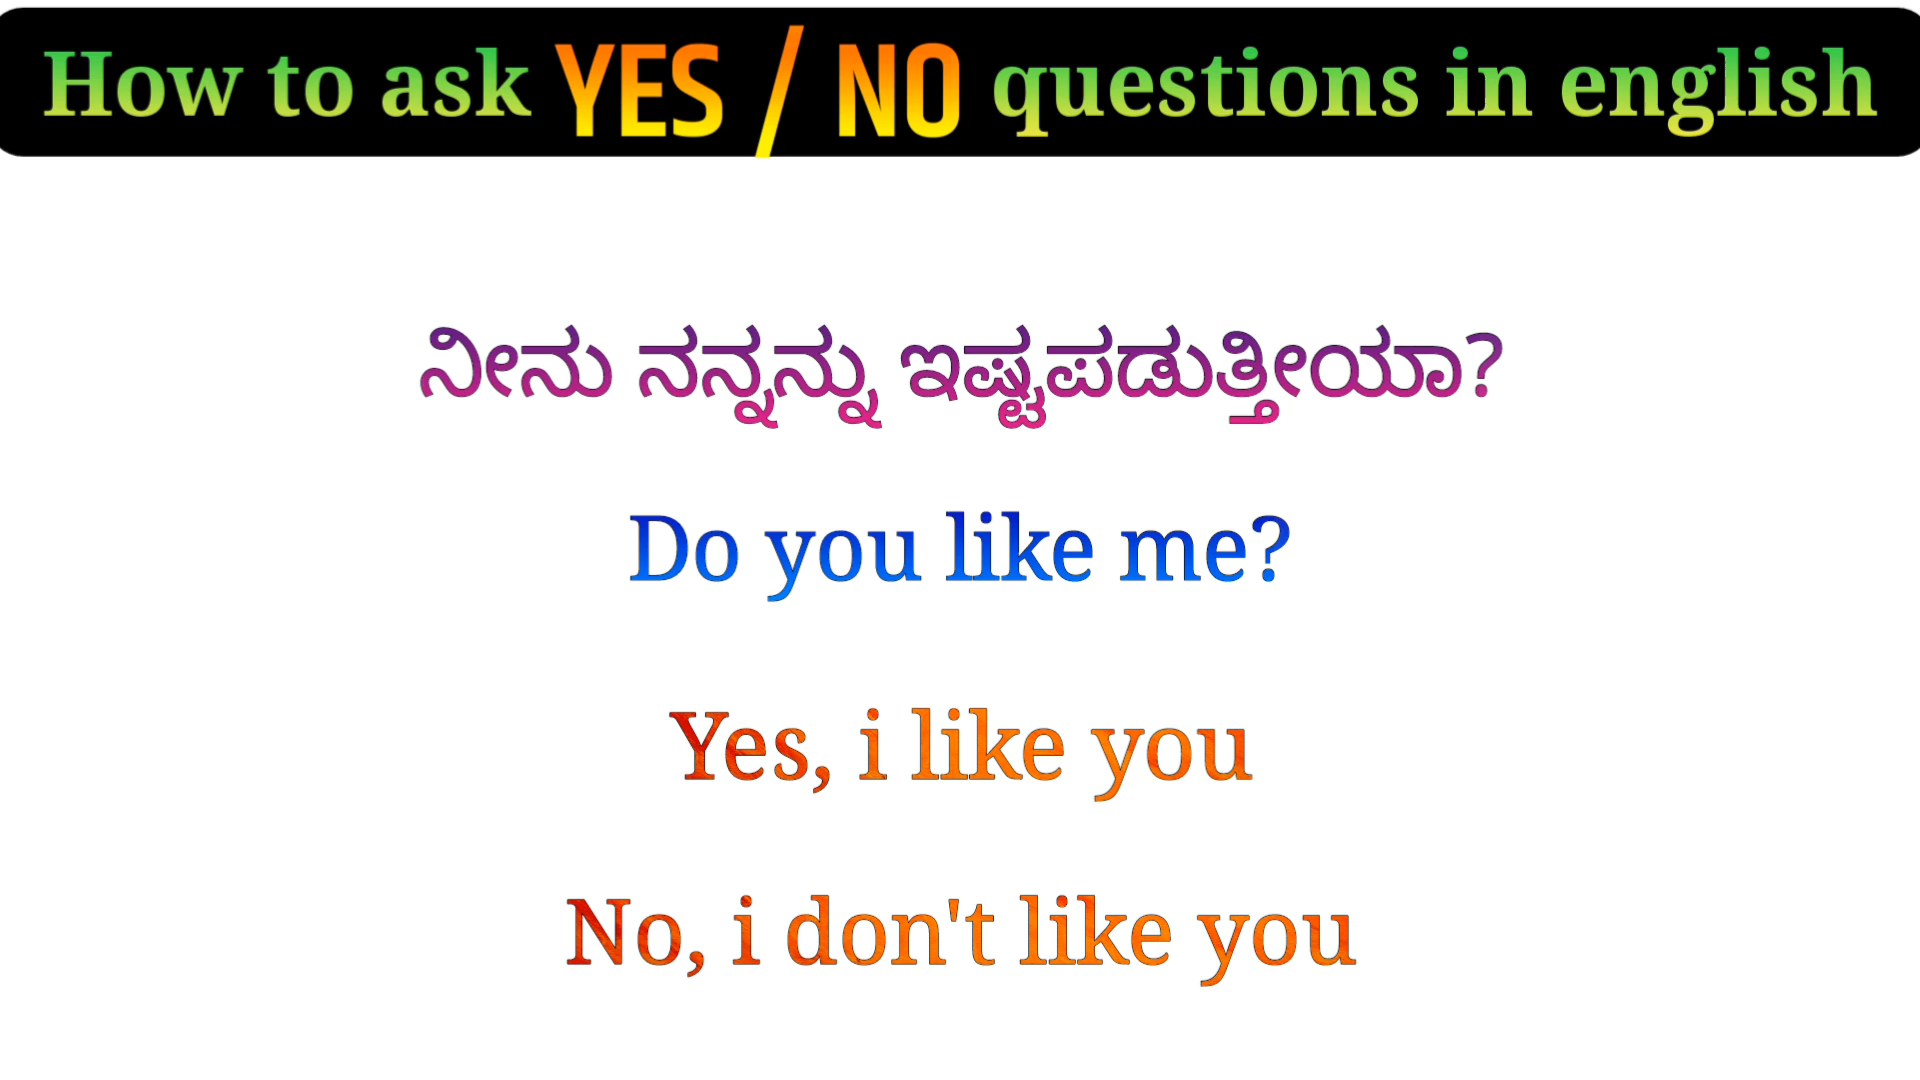 How to ask YES / NO questions in english
ನೀನು ನನ್ನನ್ನು ಇಷ್ಟಪಡುತ್ತೀಯಾ?
Do you like me?
Yes, i like you
No, i don't like you